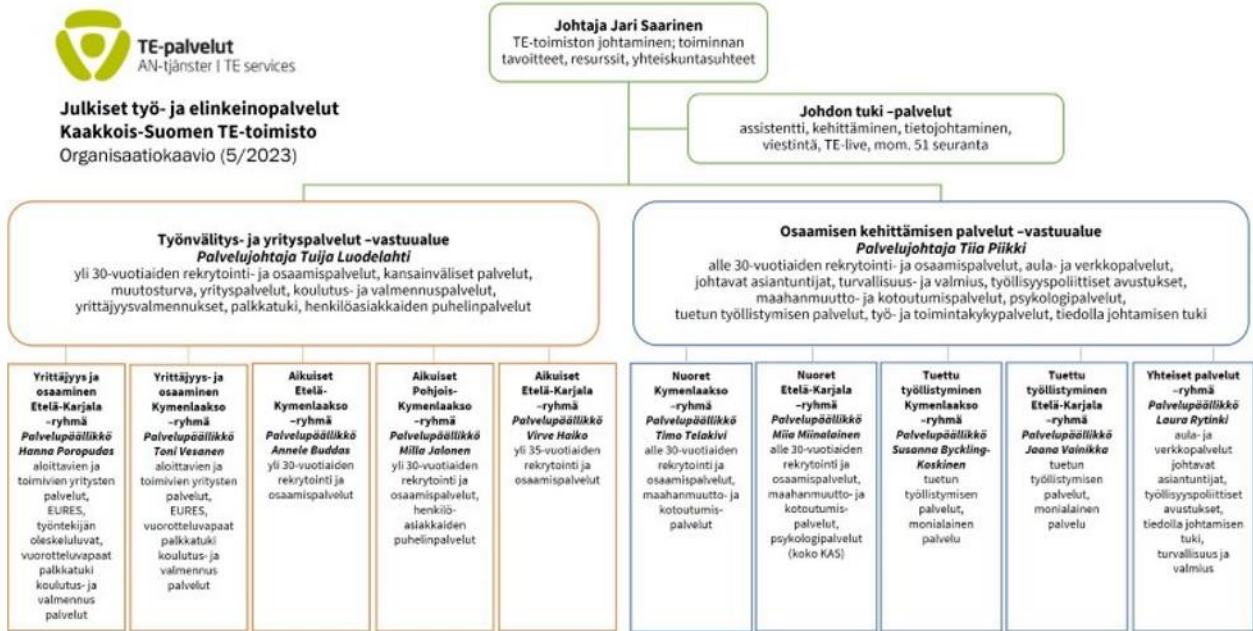 TE-palvelut
AN-tjänster | TE services
Julkiset työ- ja elinkeinopalvelut
Kaakkois-Suomen TE-toimisto
Organisaatiokaavio (5/2023)
Johtaja Jari Saarinen
TE-toimiston johtaminen; toiminnan
tavoitteet, resurssit, yhteiskuntasuhteet
Johdon tuki –palvelut
assistentti, kehittäminen, tietojohtaminen,
viestintä, TE-live, mom. 51 seuranta
Työnvälitys- ja yrityspalvelut –vastuualue
Palvelujohtaja Tuija Luodelahti
yli 30-vuotiaiden rekrytointi- ja osaamispalvelut, kansainväliset palvelut,
muutosturva, yrityspalvelut, koulutus- ja valmennuspalvelut,
yrittäjyysvalmennukset, palkkatuki, henkilöasiakkaiden puhelinpalvelut
Osaamisen kehittämisen palvelut –vastuualue
Palvelujohtaja Tiia Piikki
alle 30-vuotiaiden rekrytointi- ja osaamispalvelut, aula- ja verkkopalvelut,
johtavat asiantuntijat, turvallisuus- ja valmius, työllisyyspoliittiset avustukset,
maahanmuutto- ja kotoutumispalvelut, psykologipalvelut,
tuetun työllistymisen palvelut, työ- ja toimintakykypalvelut, tiedolla johtamisen tuki
Yrittäjyys ja
osaaminen
Etelä-Karjala
–ryhmä
Palvelupäällikkö
Hanna Poropudas
aloittavien ja
toimivien yritysten
palvelut,
EURES,
työntekijän
oleskeluluvat,
vuorotteluvapaat
palkkatuki
koulutus- ja
valmennus
palvelut
Yrittäjyys- ja
osaaminen
Kymenlaakso
–ryhmä
Palvelupäällikkö
Toni Vesanen
aloittavien ja
toimivien yritysten
palvelut,
EURES,
vuorotteluvapaat
palkkatuki
koulutus- ja
valmennus
palvelut
Aikuiset
Etelä-
Kymenlaakso
–ryhmä
Palvelupäällikkö
Annele Buddas
yli 30-vuotiaiden
rekrytointi ja
osaamispalvelut
Aikuiset
Pohjois-
Kymenlaakso
–ryhmä
Palvelupäällikkö
Milla Jalonen
yli 30-vuotiaiden
rekrytointi ja
osaamispalvelut,
henkilö-
asiakkaiden
puhelinpalvelut
Aikuiset
Etelä-Karjala
–ryhmä
Palvelupäällikkö
Virve Haiko
yli 35-vuotiaiden
rekrytointi ja
osaamispalvelut
Nuoret
Kymenlaakso
–ryhmä
Palvelupäällikkö
Timo Telakivi
alle 30-vuotiaiden
rekrytointi ja
osaamispalvelut,
maahanmuutto- ja
kotoutumis-
palvelut
Nuoret
Etelä-Karjala
–ryhmä
Palvelupäällikkö
Miia Miinalainen
alle 30-vuotiaiden
rekrytointi ja
osaamispalvelut,
maahanmuutto- ja
kotoutumis-
palvelut,
psykologipalvelut
(koko KAS)
Tuettu
työllistyminen
Kymenlaakso
–ryhmä
Palvelupäällikkö
Susanna Byckling-
Koskinen
tuetun
työllistymisen
palvelut,
monialainen
palvelu
Tuettu
työllistyminen
Etelä-Karjala
–ryhmä
Palvelupäällikkö
Jaana Vainikka
tuetun
työllistymisen
palvelut,
monialainen
palvelu
Yhteiset palvelut
–ryhmä
Palvelupäällikkö
Laura Rytinki
aula- ja
verkkopalvelut
johtavat
asiantuntijat,
työllisyyspoliittiset
avustukset,
tiedolla johtamisen
tuki,
turvallisuus ja
valmius